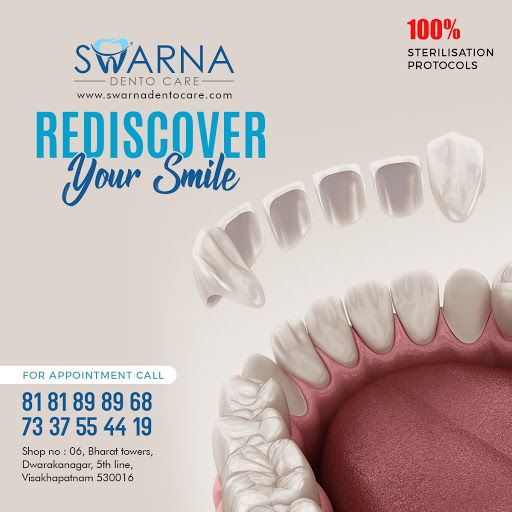 SWARNA
DENTO CARE
www.swarnadentocare.com
100%
STERILISATION
PROTOCOLS
REDISCOVER
Your Smile
FOR APPOINTMENT CALL
81 81 89 89 68
73 37 55 44 19
Shop no : 06, Bharat towers,
Dwarakanagar, 5th line,
Visakhapatnam 530016